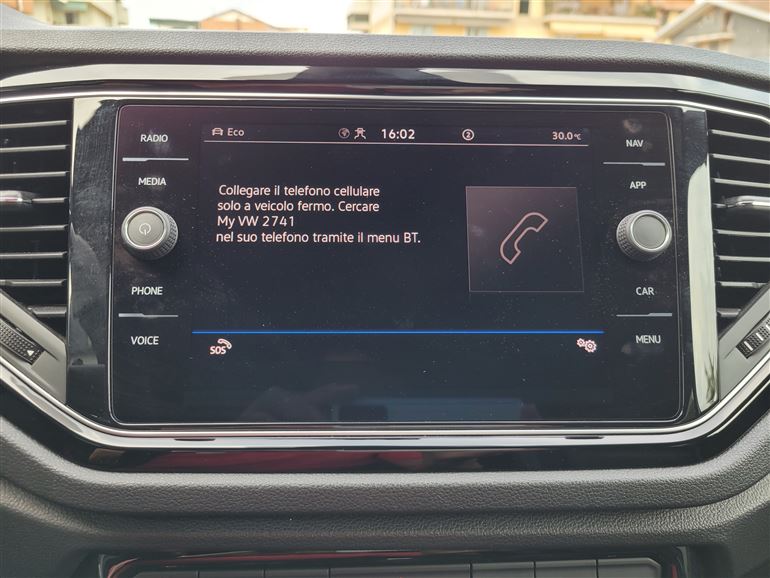 RADIO
MEDIA
PHONE
VOICE
Eco 16:02 2 30.0°C
Collegare il telefono cellulare
solo a veicolo fermo. Cercare
My VW 2741
nel suo telefono tramite il menu BT.
SOS
NAV
APP
CAR
MENU